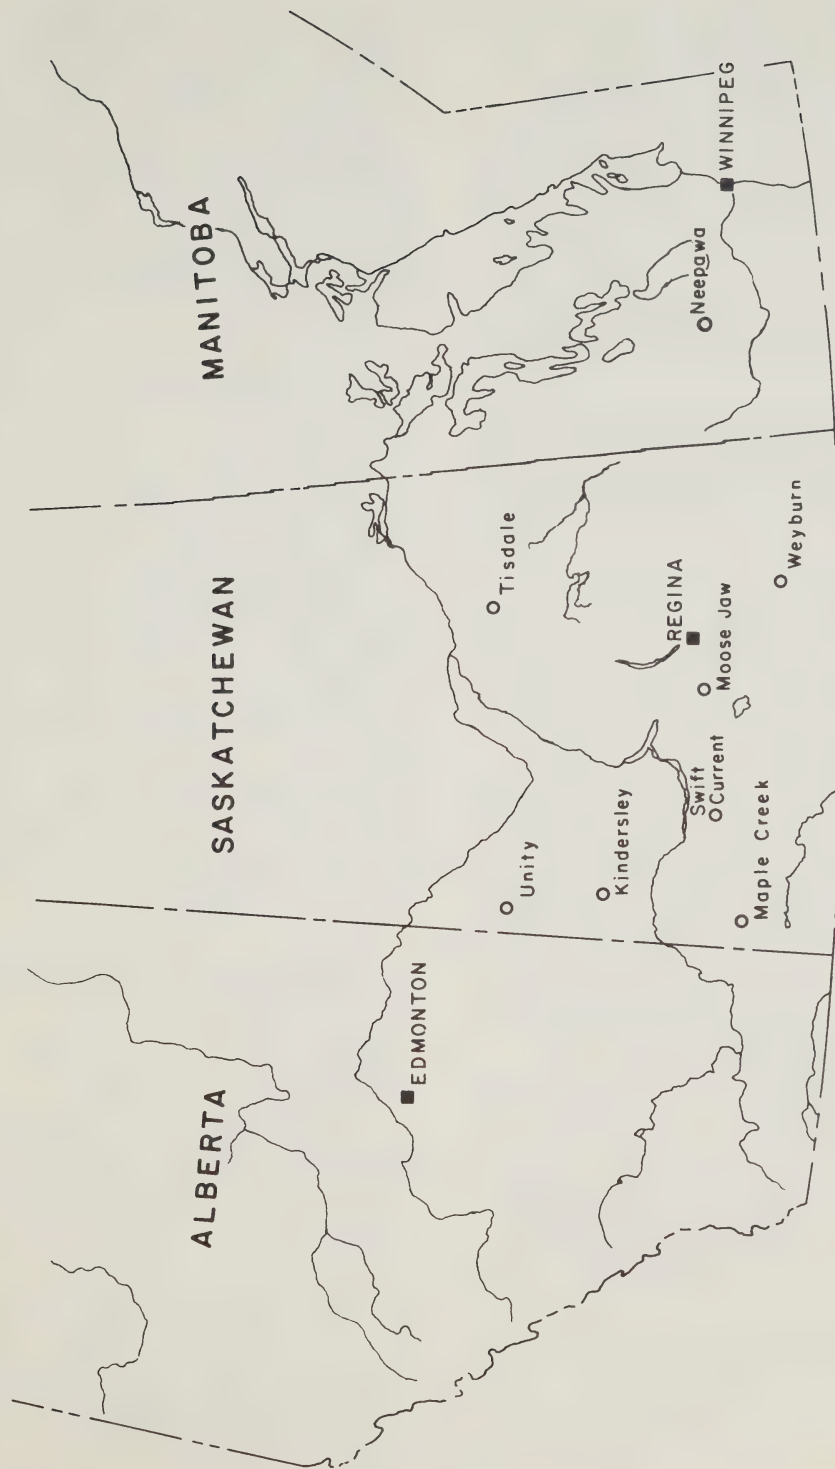 ALBERTA
SASKATCHEWAN
MANITOBA
EDMONTON
Unity
Tisdale
Kindersley
REGINA
Moose Jaw
Swift
Current
Maple Creek
Weyburn
Neepawa
WINNIPEG